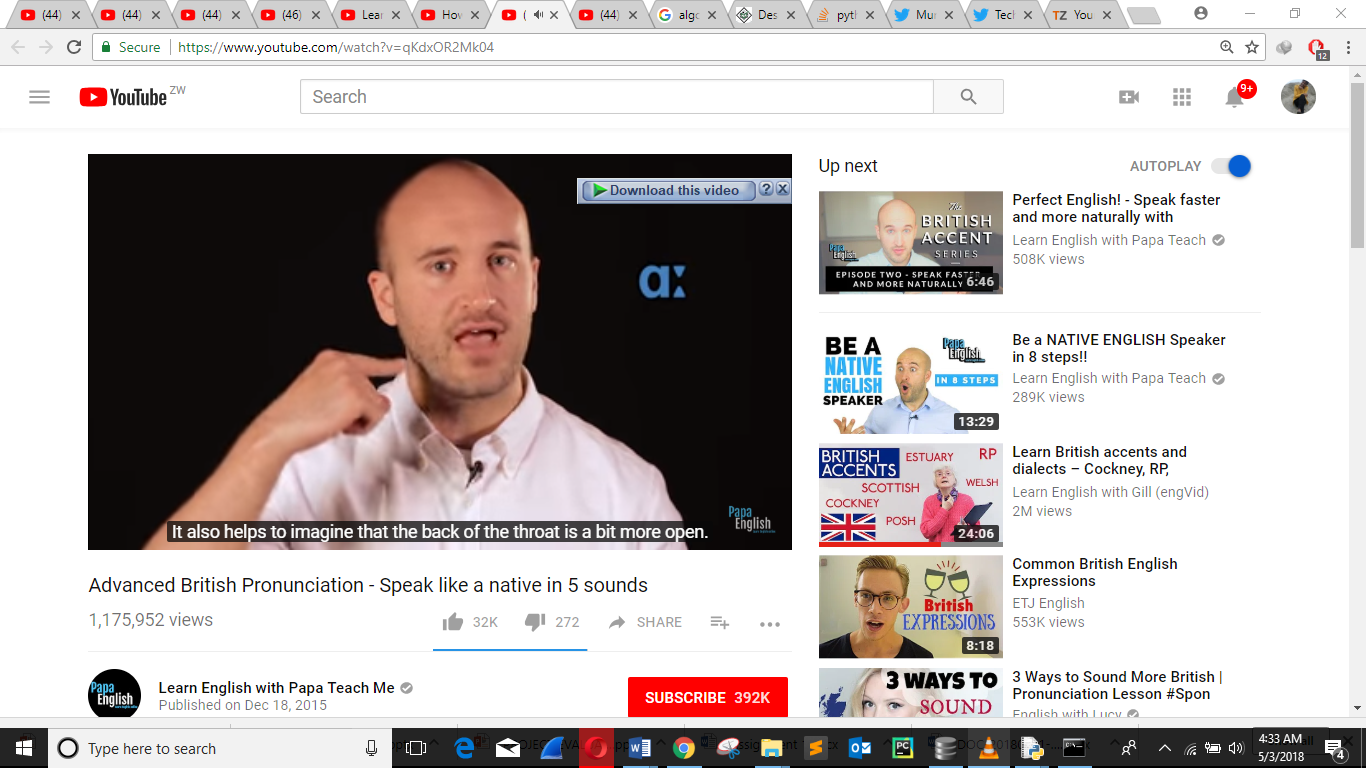 (44)
(44)
(44)
(46)
Lear
How
(
(44)
algo
Des
pyth
Mur
Tech
You
Secure
https://www.youtube.com/watch?v=qKdxOR2Mk04
12
YouTube ZW
Search
9+
Download this video ? X
ɑː
It also helps to imagine that the back of the throat is a bit more open.
Papa
English
Advanced British Pronunciation - Speak like a native in 5 sounds
1,175,952 views
32K
272
SHARE
Papa
English
Learn English with Papa Teach Me
Published on Dec 18, 2015
SUBSCRIBE 392K
Up next
AUTOPLAY
The
BRITISH
ACCENT
SERIES
Papa
English
EPISODE TWO - SPEAK FASTER
AND MORE NATURALLY
6:46
Perfect English! - Speak faster
and more naturally with
Learn English with Papa Teach
508K views
BE A
NATIVE
ENGLISH
SPEAKER
Papa
English
IN 8 STEPS
13:29
Be a NATIVE ENGLISH Speaker
in 8 steps!!
Learn English with Papa Teach
289K views
BRITISH
ACCENTS
ESTUARY
RP
SCOTTISH
WELSH
COCKNEY
POSH
24:06
Learn British accents and
dialects – Cockney, RP,
Learn English with Gill (engVid)
2M views
British
EXPRESSIONS
8:18
Common British English
Expressions
ETJ English
553K views
3 WAYS TO
SOUND
3 Ways to Sound More British |
Pronunciation Lesson #Spon
English with Lucy
Type here to search
4:33 AM
5/3/2018
4